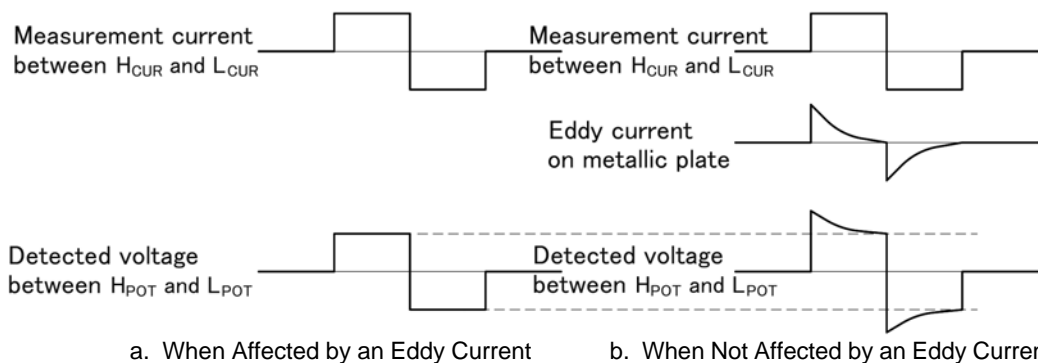 Measurement current
between HCUR and LCUR
Measurement current
between HCUR and LCUR
Eddy current
on metallic plate
Detected voltage
between HPOT and LPOT
Detected voltage
between HPOT and LPOT
a. When Affected by an Eddy Current
b. When Not Affected by an Eddy Curren